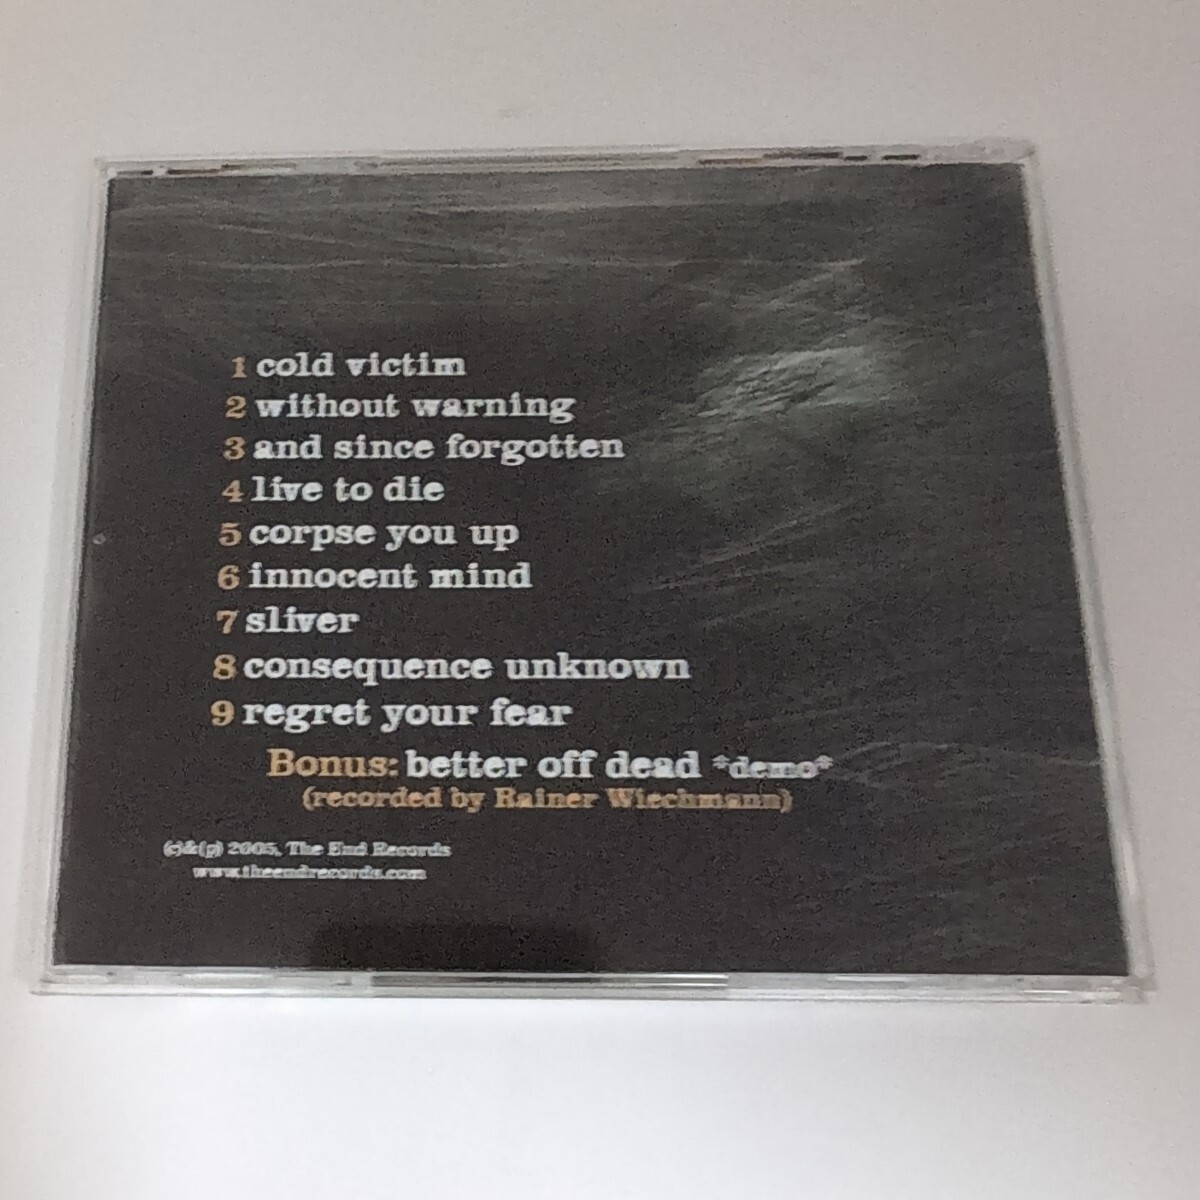 1 cold victim
2 without warning
3 and since forgotten
4 live to die
5 corpse you up
6 innocent mind
7 sliver
8 consequence unknown
9 regret your fear
Bonus: better off dead *demo*
(recorded by Rainer Wiechmann)
(c)&(p) 2005, The End Records
www.theendrecords.com